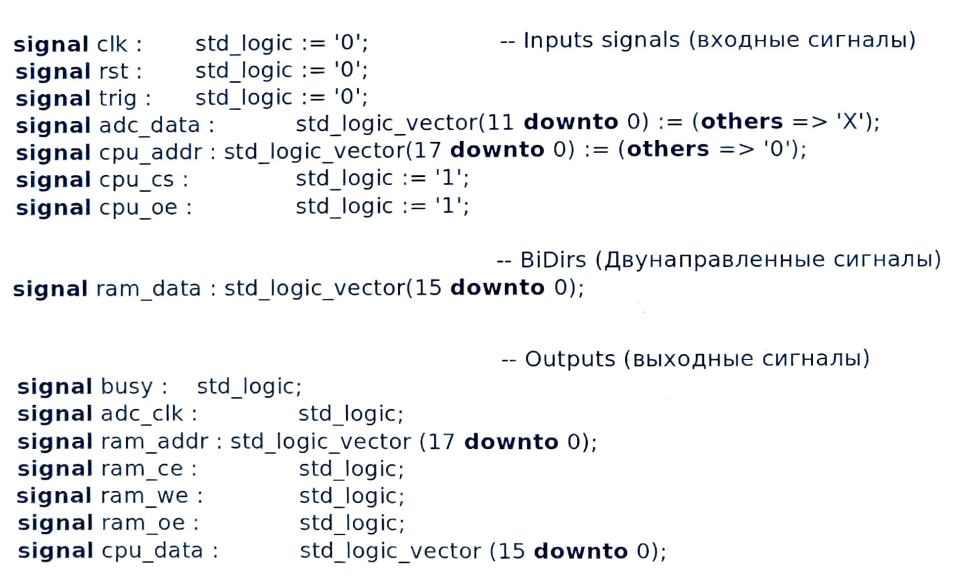 signal clk : std_logic := '0'; -- Inputs signals (входные сигналы)
signal rst : std_logic := '0';
signal trig : std_logic := '0';
signal adc_data : std_logic_vector(11 downto 0) := (others => 'X');
signal cpu_addr : std_logic_vector(17 downto 0) := (others => '0');
signal cpu_cs : std_logic := '1';
signal cpu_oe : std_logic := '1';
-- BiDirs (Двунаправленные сигналы)
signal ram_data : std_logic_vector(15 downto 0);
-- Outputs (выходные сигналы)
signal busy : std_logic;
signal adc_clk : std_logic;
signal ram_addr : std_logic_vector (17 downto 0);
signal ram_ce : std_logic;
signal ram_we : std_logic;
signal ram_oe : std_logic;
signal cpu_data : std_logic_vector (15 downto 0);